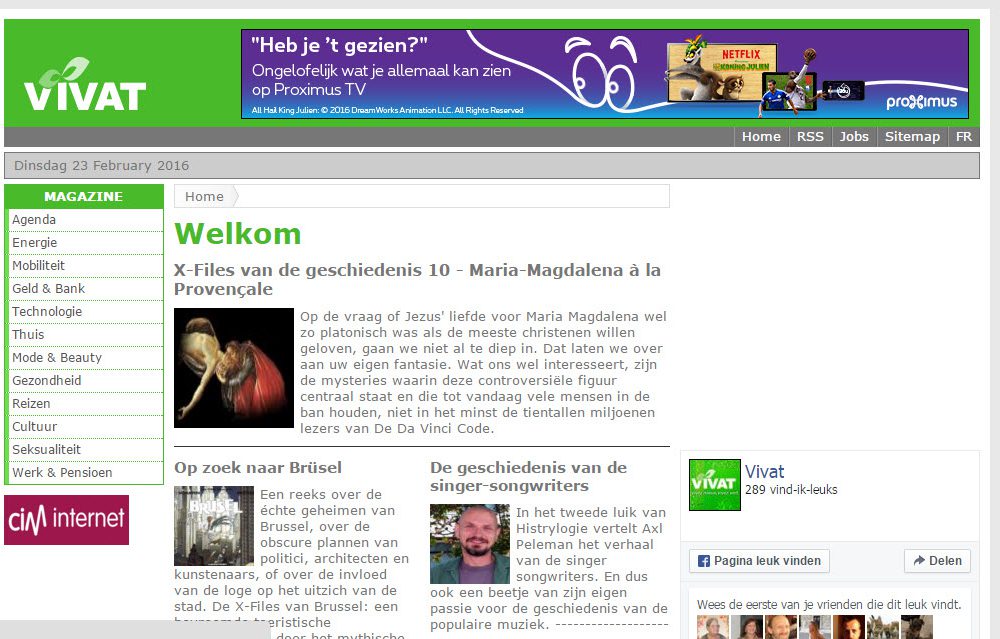 VIVAT
"Heb je 't gezien?"
Ongelofelijk wat je allemaal kan zien
op Proximus TV
All Hail King Julien: © 2016 DreamWorks Animation LLC. All Rights Reserved
NETFLIX
KING JULIEN
proximus
Home
RSS
Jobs
Sitemap
FR
Dinsdag 23 February 2016
MAGAZINE
Agenda
Energie
Mobiliteit
Geld & Bank
Technologie
Thuis
Mode & Beauty
Gezondheid
Reizen
Cultuur
Seksualiteit
Werk & Pensioen
CIM internet
Home
Welkom
X-Files van de geschiedenis 10 - Maria-Magdalena à la
Provençale
Op de vraag of Jezus' liefde voor Maria Magdalena wel
zo platonisch was als de meeste christenen willen
geloven, gaan we niet al te diep in. Dat laten we over
aan uw eigen fantasie. Wat ons wel interesseert, zijn
de mysteries waarin deze controversiële figuur
centraal staat en die tot vandaag vele mensen in de
ban houden, niet in het minst de tientallen miljoenen
lezers van De Da Vinci Code.
Op zoek naar Brüsel
BRÜSEL
Een reeks over de
échte geheimen van
Brussel, over de
obscure plannen van
politici, architecten en
kunstenaars, of over de invloed
van de loge op het uitzicht van de
stad. De X-Files van Brussel: een
door het mythische
De geschiedenis van de
singer-songwriters
In het tweede luik van
Histrylogie vertelt Axl
Peleman het verhaal
van de singer
songwriters. En dus
ook een beetje van zijn eigen
passie voor de geschiedenis van de
populaire muziek. -------------------
VIVAT
Vivat
289 vind-ik-leuks
Pagina leuk vinden
Delen
Wees de eerste van je vrienden die dit leuk vindt.